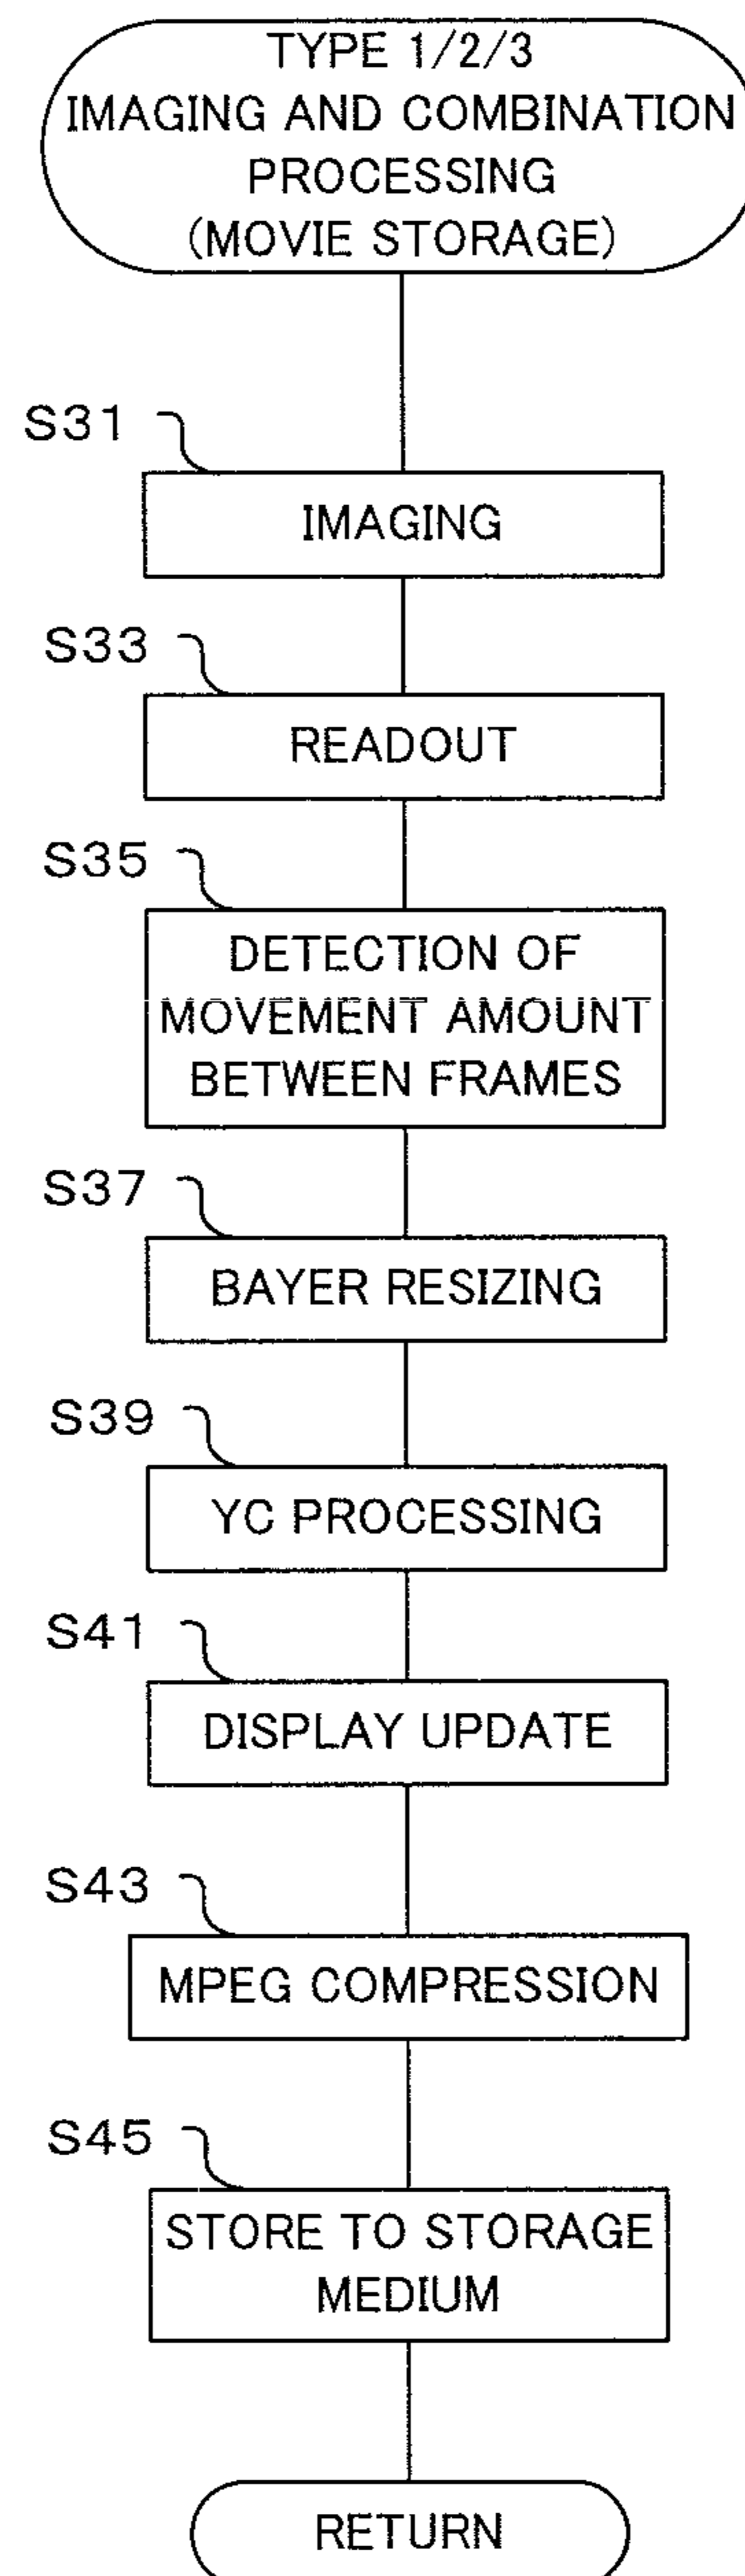 TYPE 1/2/3
IMAGING AND COMBINATION
PROCESSING
(MOVIE STORAGE)
S31
IMAGING
S33
READOUT
S35
DETECTION OF
MOVEMENT AMOUNT
BETWEEN FRAMES
S37
BAYER RESIZING
S39
YC PROCESSING
S41
DISPLAY UPDATE
S43
MPEG COMPRESSION
S45
STORE TO STORAGE
MEDIUM
RETURN